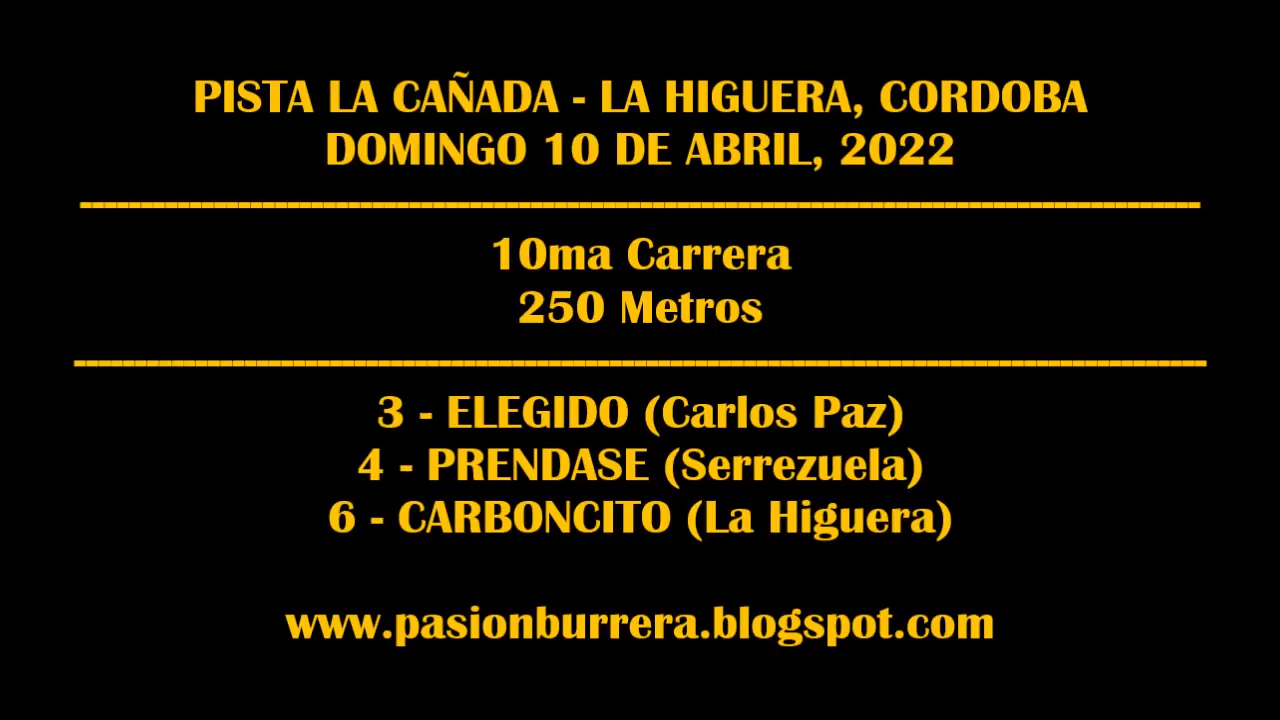 PISTA LA CAÑADA - LA HIGUERA, CORDOBA
DOMINGO 10 DE ABRIL, 2022
10ma Carrera
250 Metros
3 - ELEGIDO (Carlos Paz)
4 - PRENDASE (Serrezuela)
6 - CARBONCITO (La Higuera)
www.pasionburrera.blogspot.com